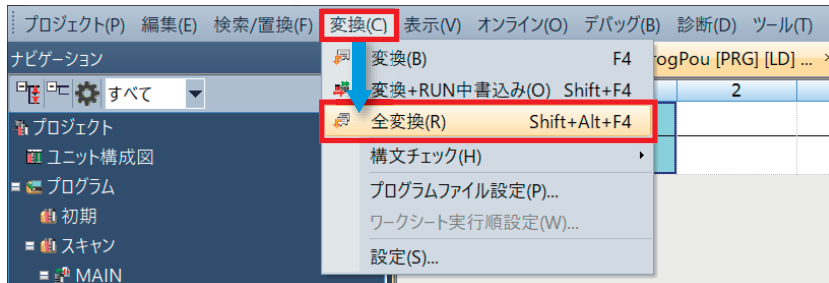 プロジェクト(P) 編集(E) 検索/置換(F) 変換(C) 表示(V) オンライン(O) デバッグ(B) 診断(D) ツール(T)
ナビゲーション
変換(B) F4
ogPou [PRG] [LD] ...
すべて
変換+RUN中書込み(O) Shift+F4
2
プロジェクト
全変換(R) Shift+Alt+F4
ユニット構成図
構文チェック(H)
プログラム
プログラムファイル設定(P)...
初期
ワークシート実行順設定(W)...
スキャン
設定(S)...
MAIN